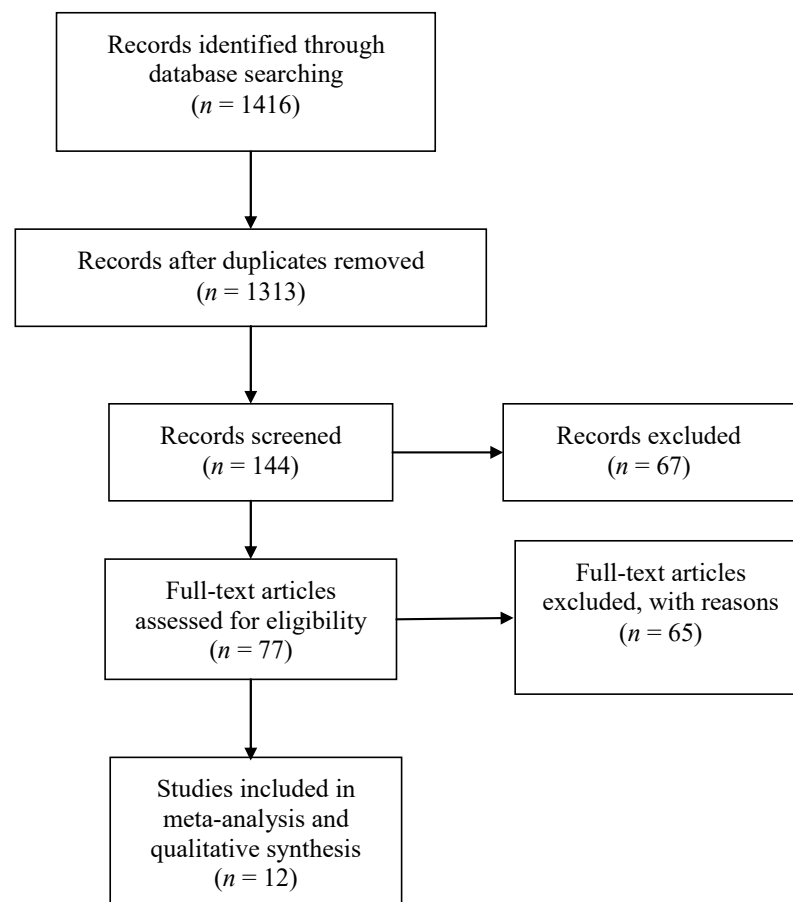 Records identified through
database searching
(n = 1416)
Records after duplicates removed
(n = 1313)
Records screened
(n = 144)
Records excluded
(n = 67)
Full-text articles
assessed for eligibility
(n = 77)
Full-text articles
excluded, with reasons
(n = 65)
Studies included in
meta-analysis and
qualitative synthesis
(n = 12)